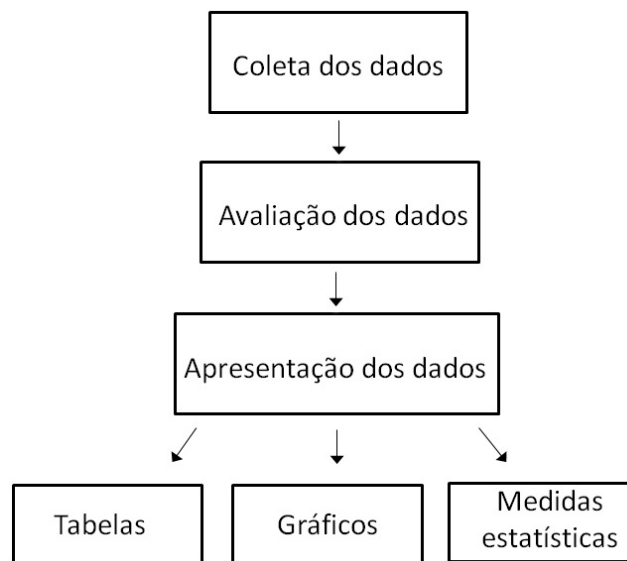 Coleta dos dados
Avaliação dos dados
Apresentação dos dados
Tabelas
Gráficos
Medidas
estatísticas